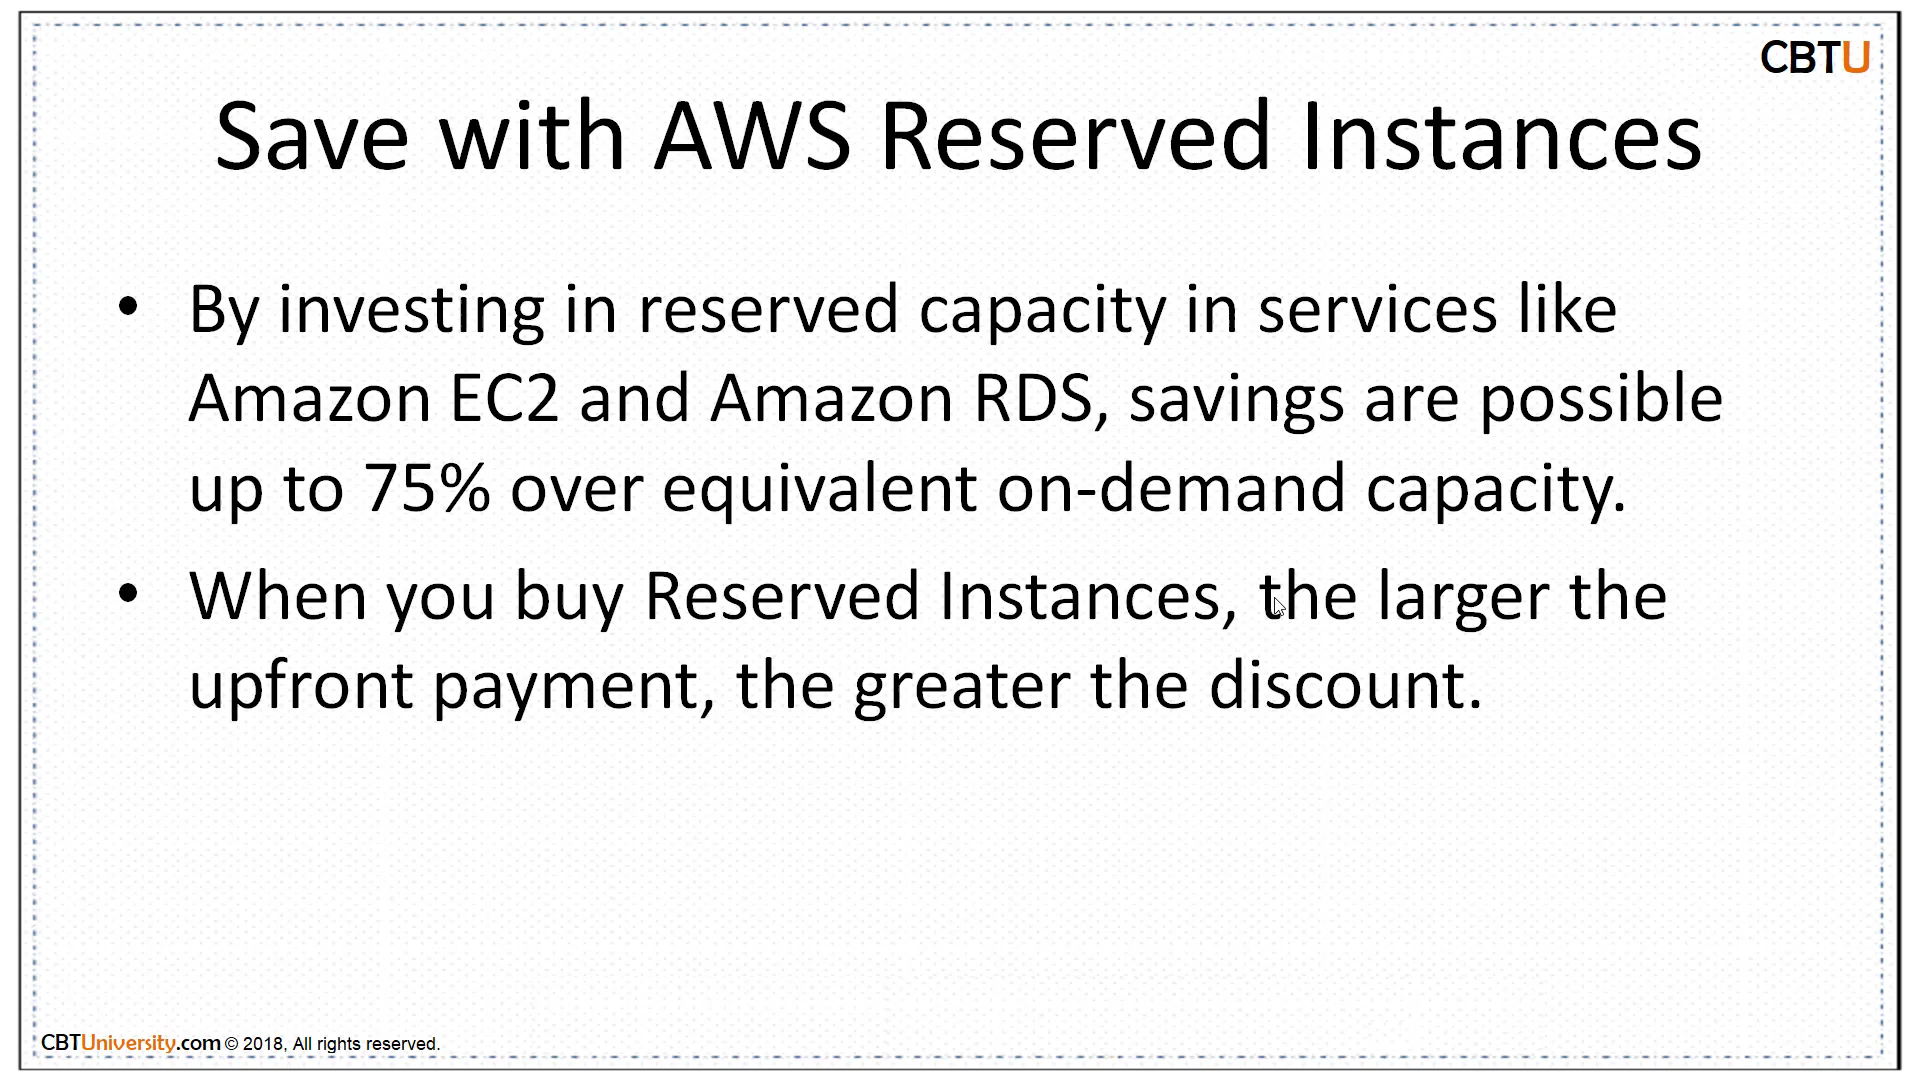 CBTU
Save with AWS Reserved Instances
• By investing in reserved capacity in services like
Amazon EC2 and Amazon RDS, savings are possible
up to 75% over equivalent on-demand capacity.
• When you buy Reserved Instances, the larger the
upfront payment, the greater the discount.
CBTUniversity.com © 2018, All rights reserved.